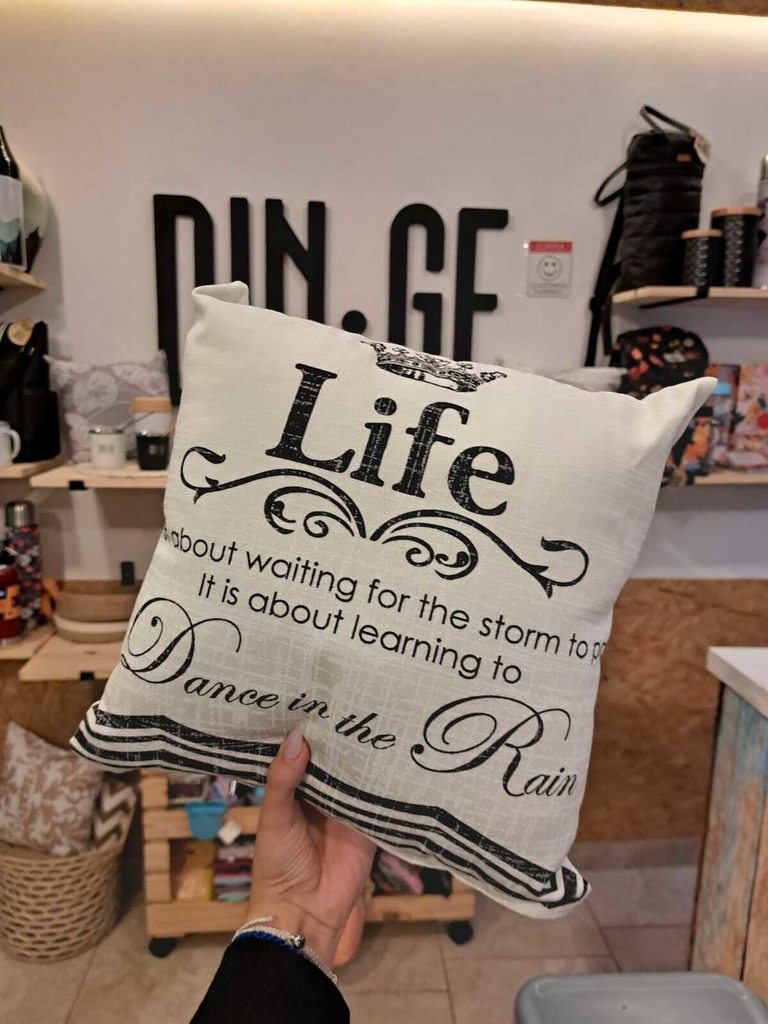 DIN.GE
Life
about waiting for the storm to
It is about learning to
Dance in the Rain